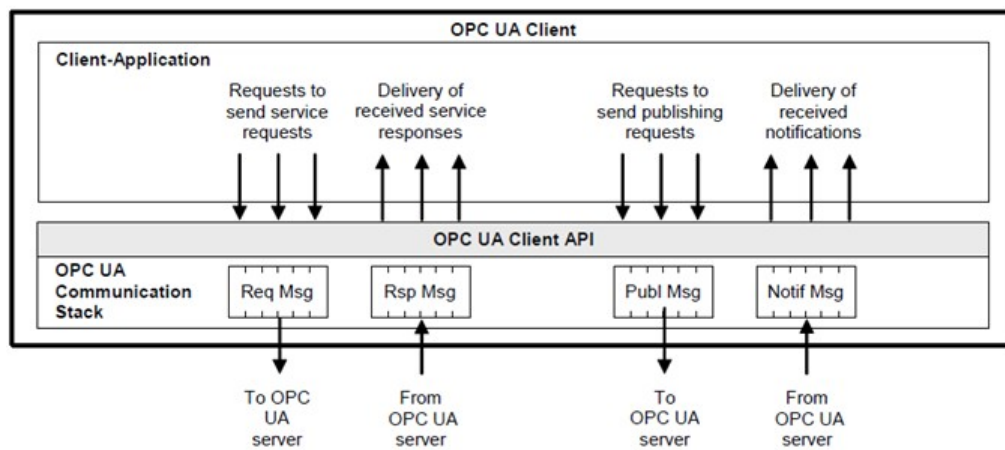 OPC UA Client
Client-Application
Requests to
send service
requests
Delivery of
received service
responses
Requests to
send publishing
requests
Delivery of
received
notifications
OPC UA Client API
OPC UA
Communication
Stack
Req Msg
Rsp Msg
Publ Msg
Notif Msg
To OPC
UA
server
From
OPC UA
server
To
OPC UA
server
From
OPC UA
server